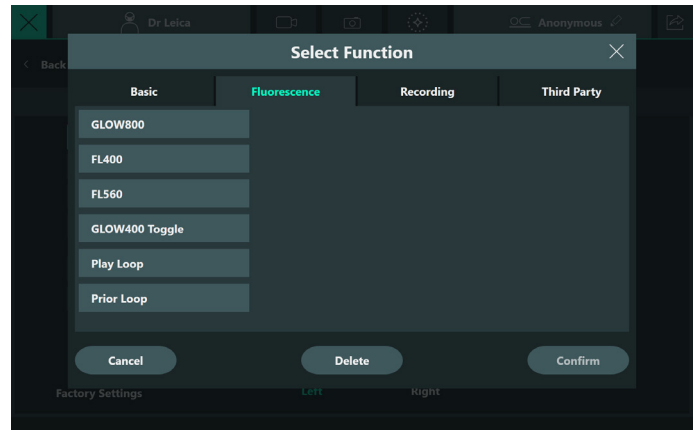 Dr Leica
Anonymous
Back
Select Function
Basic
Fluorescence
Recording
Third Party
GLOW800
FL400
FL560
GLOW400 Toggle
Play Loop
Prior Loop
Cancel
Delete
Confirm
Factory Settings
Left
Right